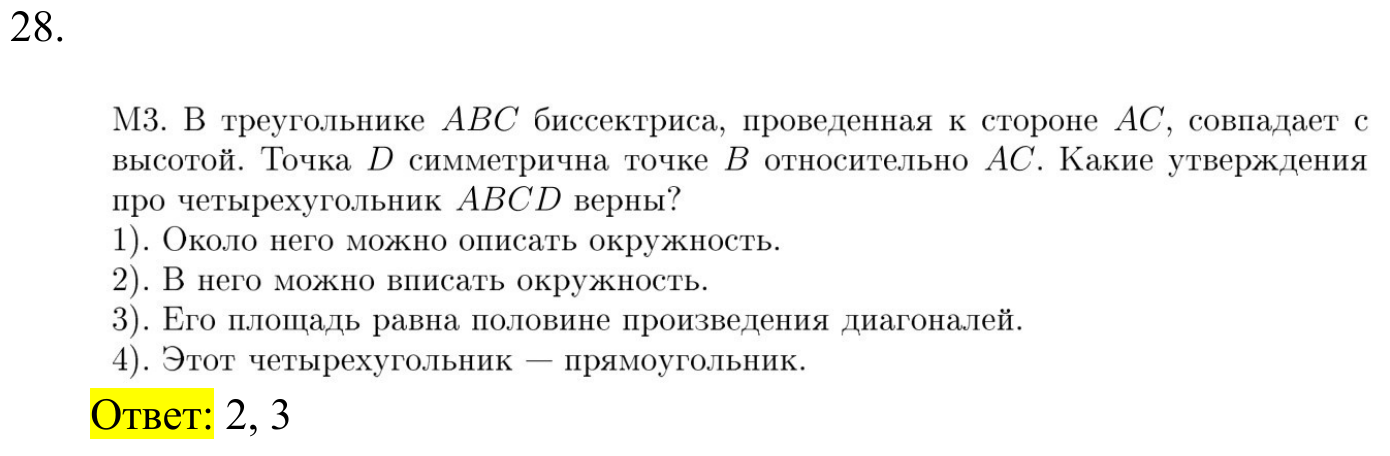 28.
М3. В треугольнике ABC биссектриса, проведенная к стороне AC, совпадает с
высотой. Точка D симметрична точке B относительно AC. Какие утверждения
про четырехугольник ABCD верны?
1). Около него можно описать окружность.
2). В него можно вписать окружность.
3). Его площадь равна половине произведения диагоналей.
4). Этот четырехугольник — прямоугольник.
Ответ: 2, 3